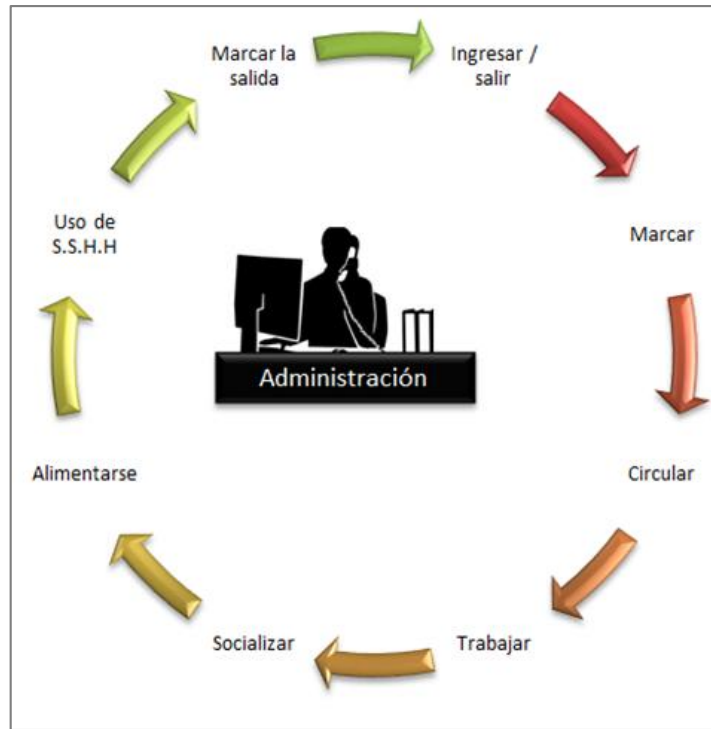 Marcar la
salida
Ingresar /
salir
Marcar
Circular
Trabajar
Socializar
Alimentarse
Uso de
S.S.H.H
Administración